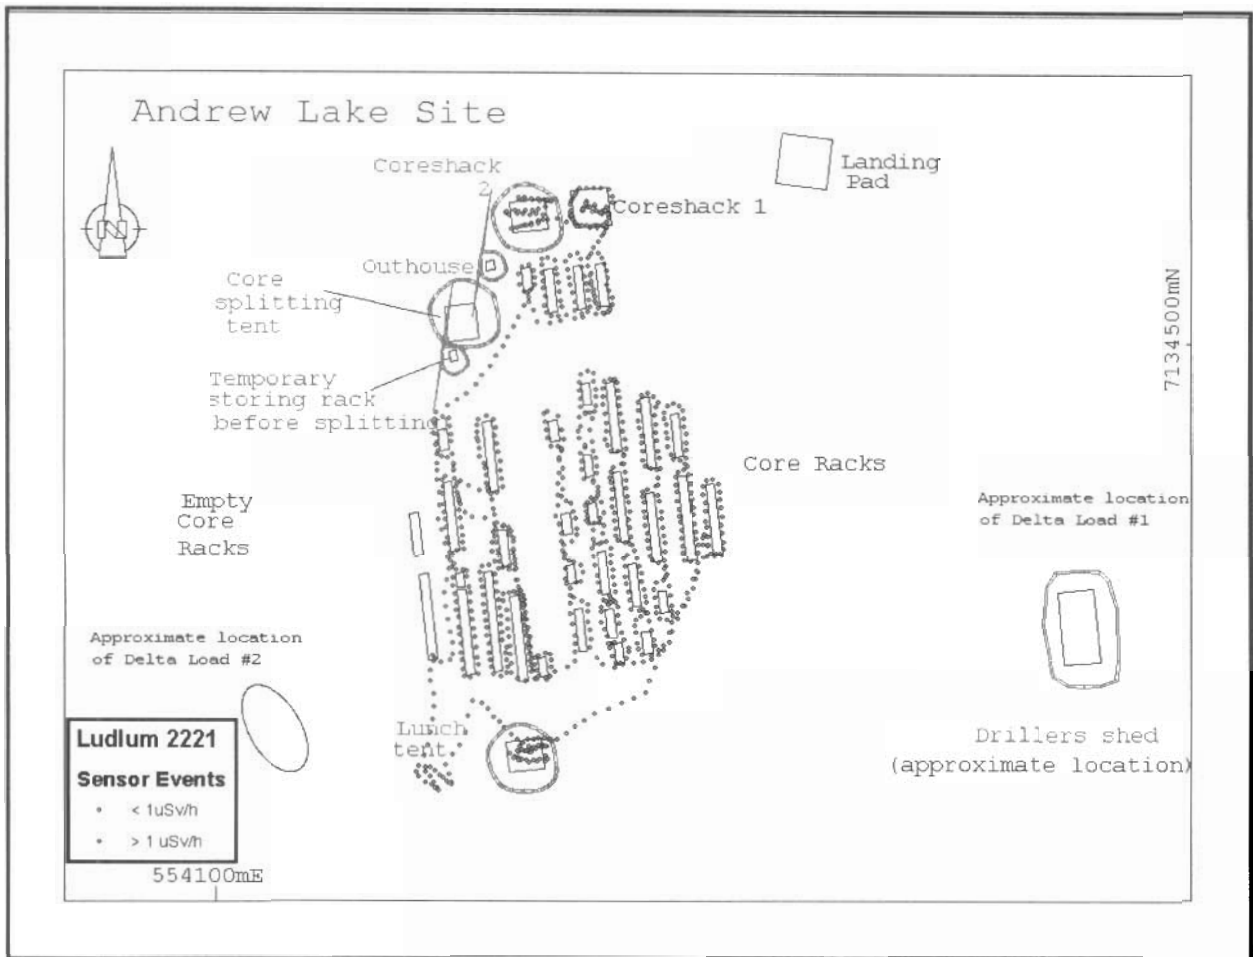 Andrew Lake Site
Coreshack
2
Landing
Pad
Coreshack 1
Outhouse
Core
splitting
tent
7134500mN
Temporary
storing rack
before splitting
Core Racks
Empty
Core
Racks
Approximate location
of Delta Load #1
Approximate location
of Delta Load #2
Lunch
tent
Drillers shed
(approximate location)
Ludlum 2221
Sensor Events
< 1uSv/h
> 1 uSv/h
554100mE
N